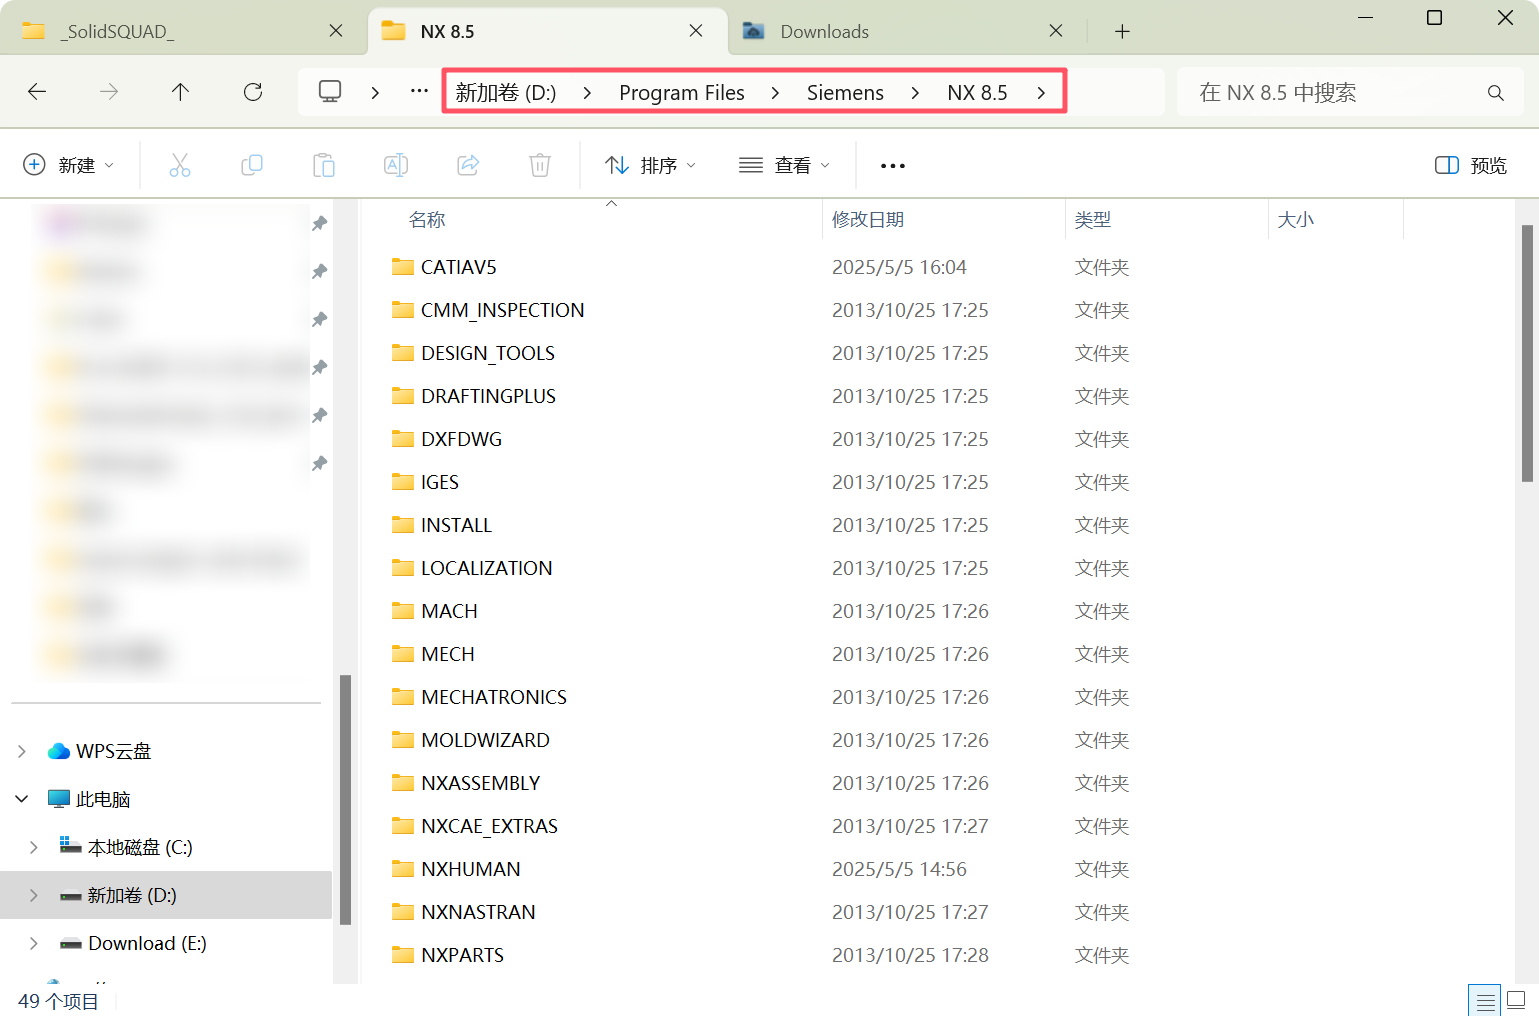 _SolidSQUAD_
NX 8.5
Downloads
新加卷 (D:) > Program Files > Siemens > NX 8.5 >
在 NX 8.5 中搜索
新建
排序
查看
预览
名称 修改日期 类型 大小
CATIAV5 2025/5/5 16:04 文件夹
CMM_INSPECTION 2013/10/25 17:25 文件夹
DESIGN_TOOLS 2013/10/25 17:25 文件夹
DRAFTINGPLUS 2013/10/25 17:25 文件夹
DXFDWG 2013/10/25 17:25 文件夹
IGES 2013/10/25 17:25 文件夹
INSTALL 2013/10/25 17:25 文件夹
LOCALIZATION 2013/10/25 17:25 文件夹
MACH 2013/10/25 17:26 文件夹
MECH 2013/10/25 17:26 文件夹
MECHATRONICS 2013/10/25 17:26 文件夹
MOLDWIZARD 2013/10/25 17:26 文件夹
NXASSEMBLY 2013/10/25 17:26 文件夹
NXCAE_EXTRAS 2013/10/25 17:27 文件夹
NXHUMAN 2025/5/5 14:56 文件夹
NXNASTRAN 2013/10/25 17:27 文件夹
NXPARTS 2013/10/25 17:28 文件夹
WPS云盘
此电脑
本地磁盘 (C:)
新加卷 (D:)
Download (E:)
49 个项目